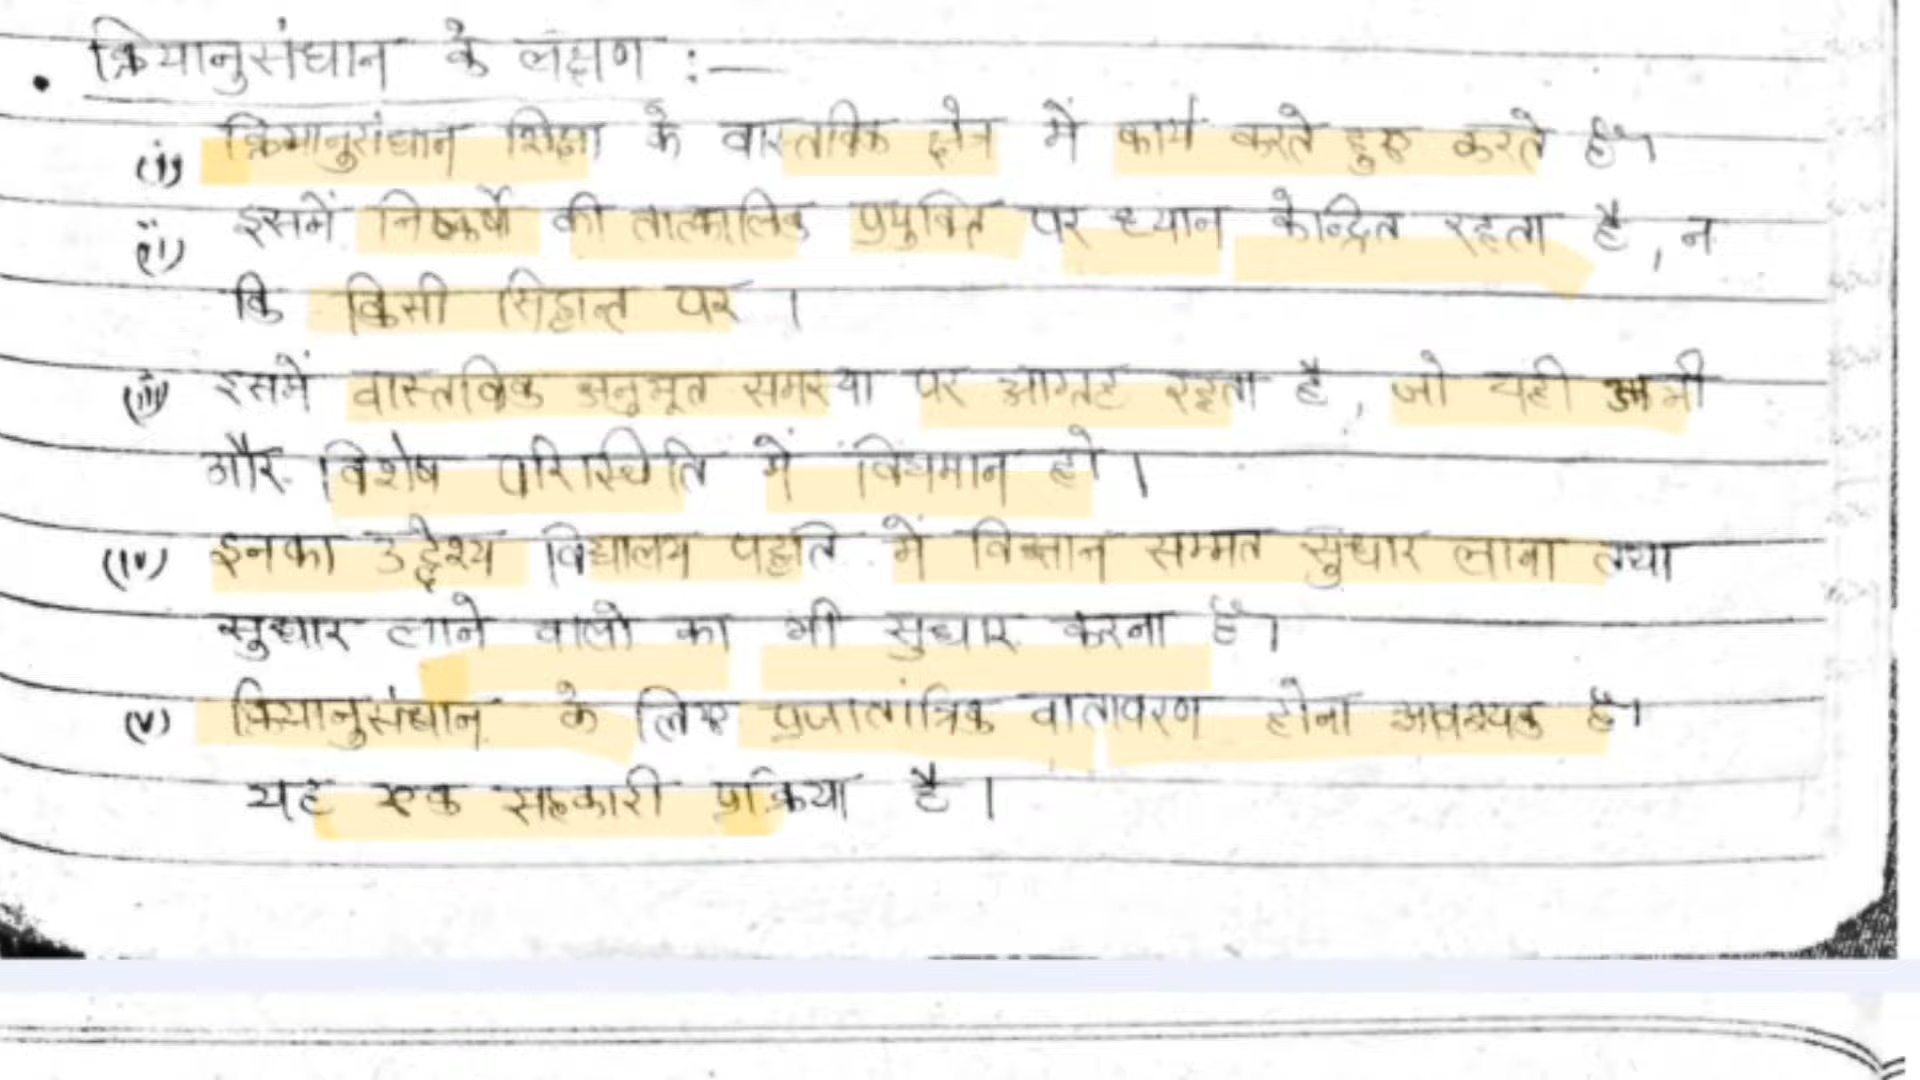 • क्रियानुसंधान के लक्षण :—
(i) क्रियानुसंधान शिक्षा के वास्तविक क्षेत्र में कार्य करते हुए करते है।
(ii) इसमें निष्कर्षो की तात्कालिक प्रयुक्ति पर ध्यान केन्द्रित रहता है, न
कि किसी सिद्धान्त पर ।
(iii) इसमें वास्तविक अनुभूत समस्या पर आग्रह रहता है, जो यही अभी
और विशेष परिस्थिति में विद्यमान हो ।
(iv) इनका उद्देश्य विद्यालय पद्धति में विज्ञान सम्मत सुधार लाना तथा
सुधार लाने वालो का भी सुधार करना है।
(v) क्रियानुसंधान के लिए प्रजातांत्रिक वातावरण होना आवश्यक है।
यह एक सहकारी प्रक्रिया है ।